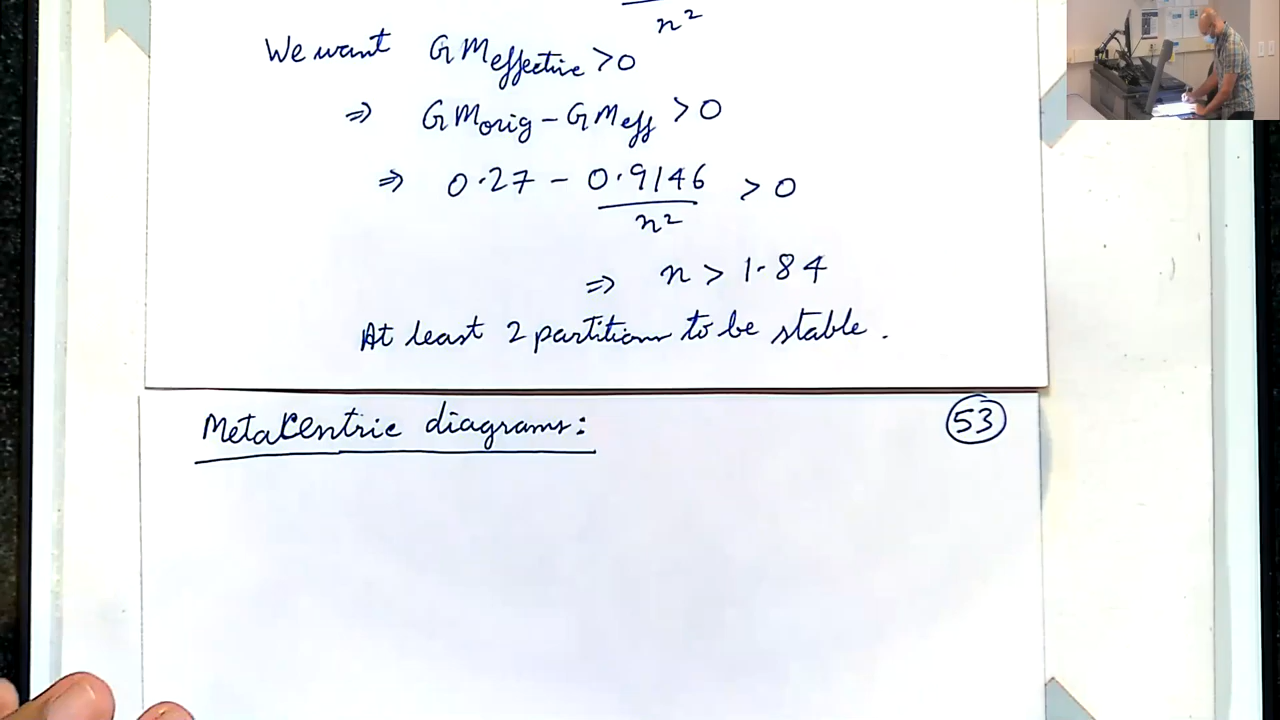 n²
We want GMeffective >0
⇒ GMorig - GMeff >0
⇒ 0.27 - 0.9146 / n² > 0
⇒ n > 1.84
At least 2 partitions to be stable.
Metacentric diagrams:
53